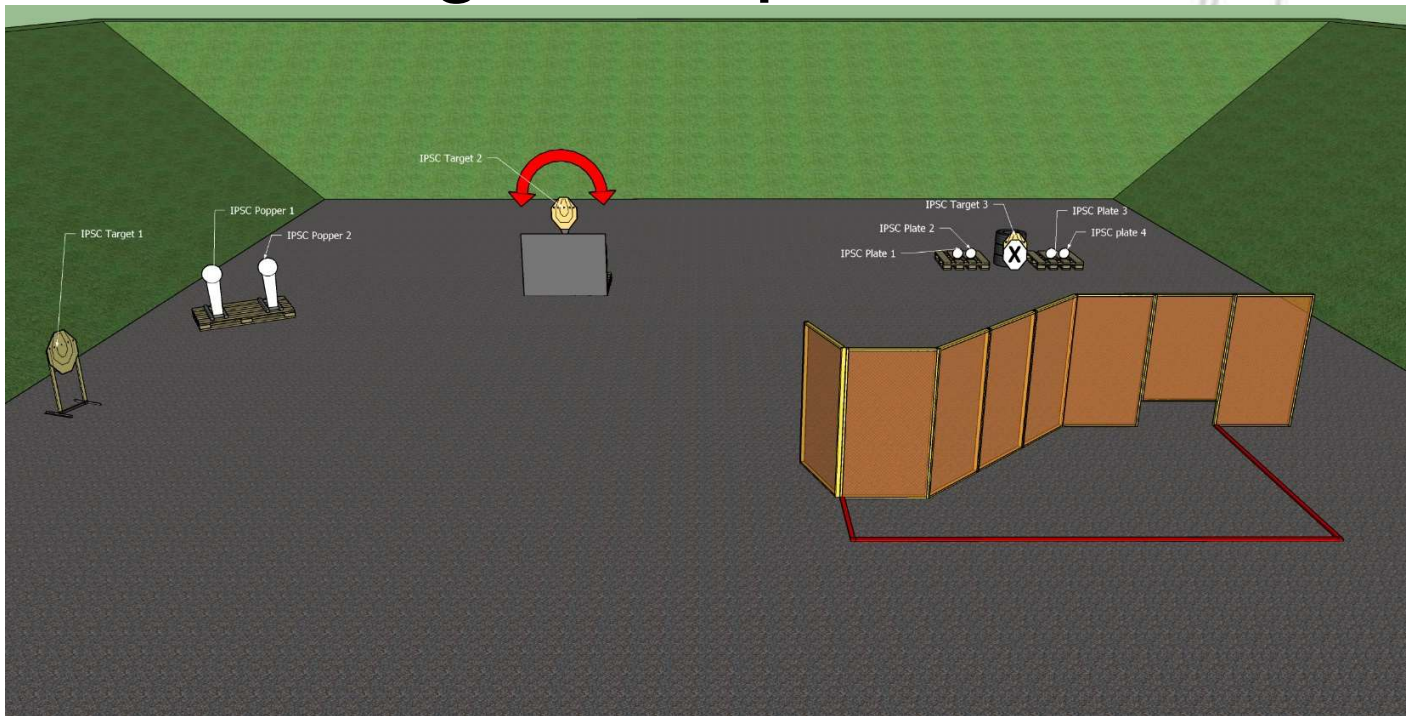 IPSC Target 2
IPSC Target 3
IPSC Popper 1
IPSC Plate 3
IPSC Target 1
IPSC Popper 2
IPSC Plate 2
IPSC plate 4
IPSC Plate 1
X